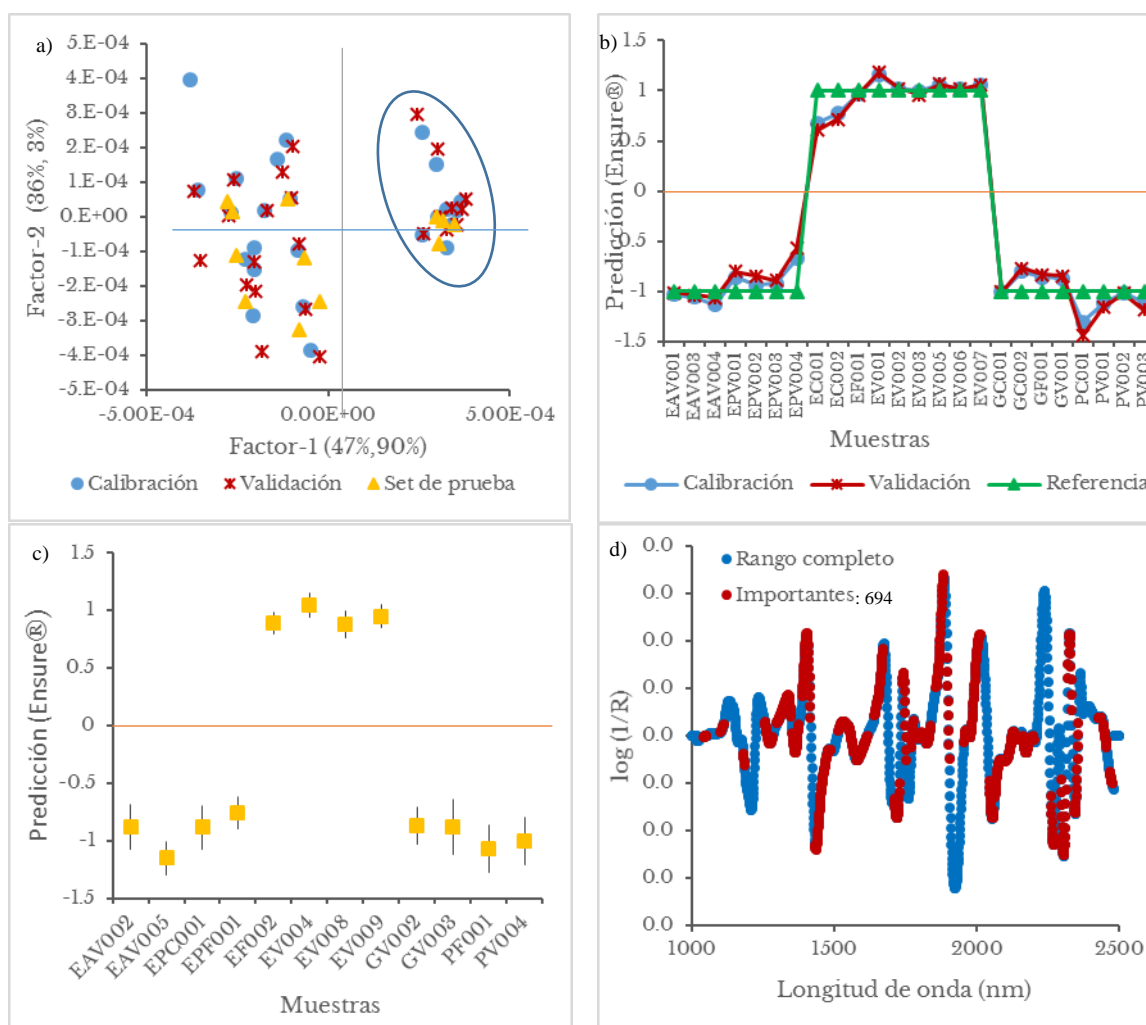 a)
5.E-04
4.E-04
3.E-04
2.E-04
1.E-04
0.E+00
-1.E-04
-2.E-04
-3.E-04
-4.E-04
-5.E-04
Factor-2 (36%, 3%)
-5.000E-04
0.000E+00
5.000E-04
Factor-1 (47%,90%)
Calibración
Validación
Set de prueba
b)
1.5
1
0.5
0
-0.5
-1
-1.5
Predicción (Ensure®)
EAV001
EAV003
EAV004
EPV001
EPV002
EPV003
EPV004
EC001
EC002
EF001
EV001
EV002
EV003
EV005
EV006
EV007
GC001
GC002
GF001
GV001
PC001
PV001
PV002
PV003
Muestras
Calibración
Validación
Referencia
c)
1.5
1
0.5
0
-0.5
-1
-1.5
Predicción (Ensure®)
EAV002
EAV005
EPC001
EPF001
EF002
EV004
EV008
EV009
GV002
GV003
PF001
PV004
Muestras
d)
0.0
0.0
0.0
0.0
0.0
0.0
0.0
0.0
0.0
log (1/R)
Rango completo
Importantes: 694
1000
1500
2000
2500
Longitud de onda (nm)